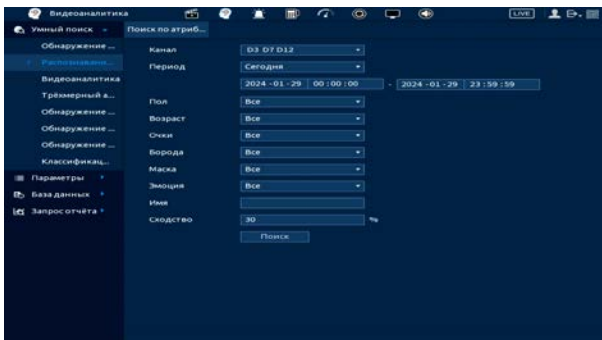 Видеоаналитика LIVE
Умный поиск Поиск по атриб...
Обнаружение ...
Распознавани...
Видеоаналитика
Трёхмерный а...
Обнаружение ...
Обнаружение ...
Обнаружение ...
Классификац...
Параметры
База данных
Запрос отчёта
Канал D3 D7 D12
Период Сегодня
2024 -01 -29 00 : 00 : 00 - 2024 -01 -29 23 : 59 : 59
Пол Все
Возраст Все
Очки Все
Борода Все
Маска Все
Эмоция Все
Имя
Сходство 30 %
Поиск